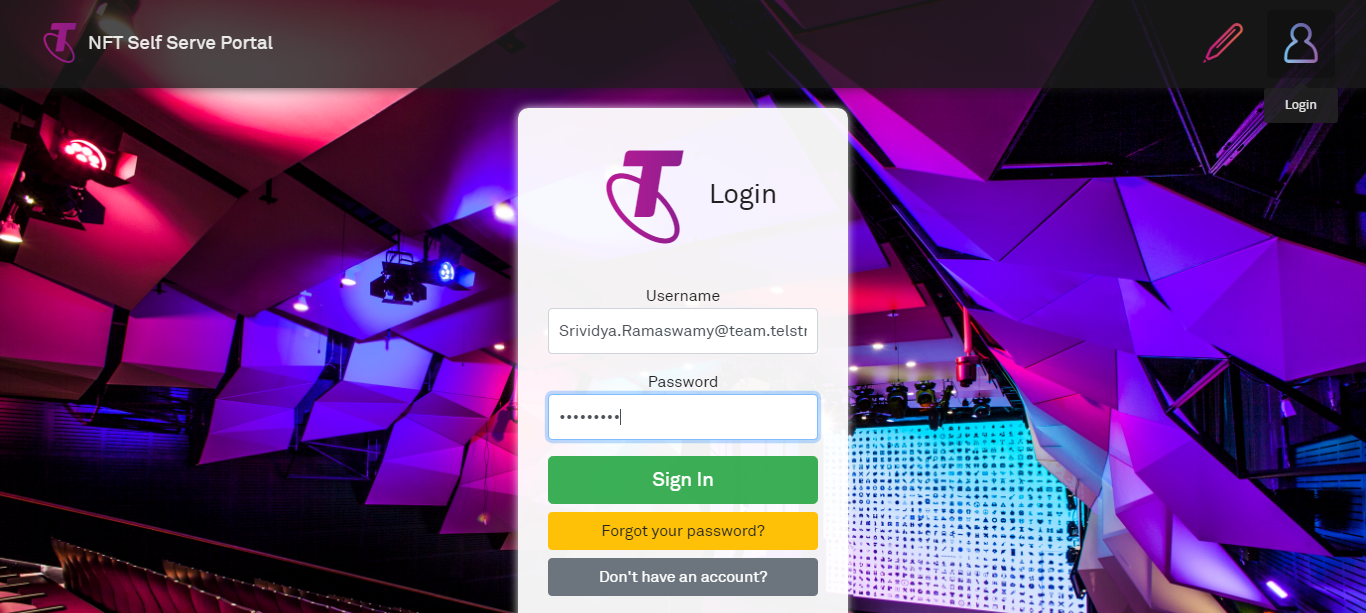 NFT Self Serve Portal
Login
Login
Username
Srividya.Ramaswamy@team.telstr
Password
•••••••••
Sign In
Forgot your password?
Don't have an account?